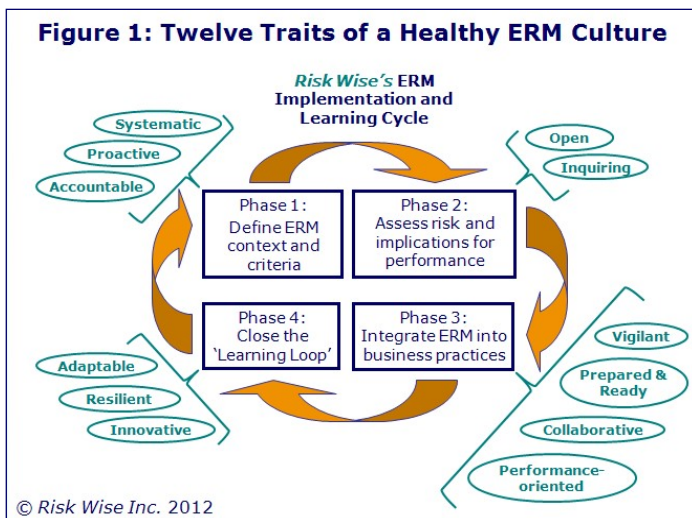 Figure 1: Twelve Traits of a Healthy ERM Culture
Risk Wise's ERM
Implementation and
Learning Cycle
Systematic
Proactive
Accountable
Open
Inquiring
Phase 1:
Define ERM
context and
criteria
Phase 2:
Assess risk and
implications for
performance
Phase 4:
Close the
'Learning Loop'
Phase 3:
Integrate ERM into
business practices
Adaptable
Resilient
Innovative
Vigilant
Prepared &
Ready
Collaborative
Performance-
oriented
© Risk Wise Inc. 2012